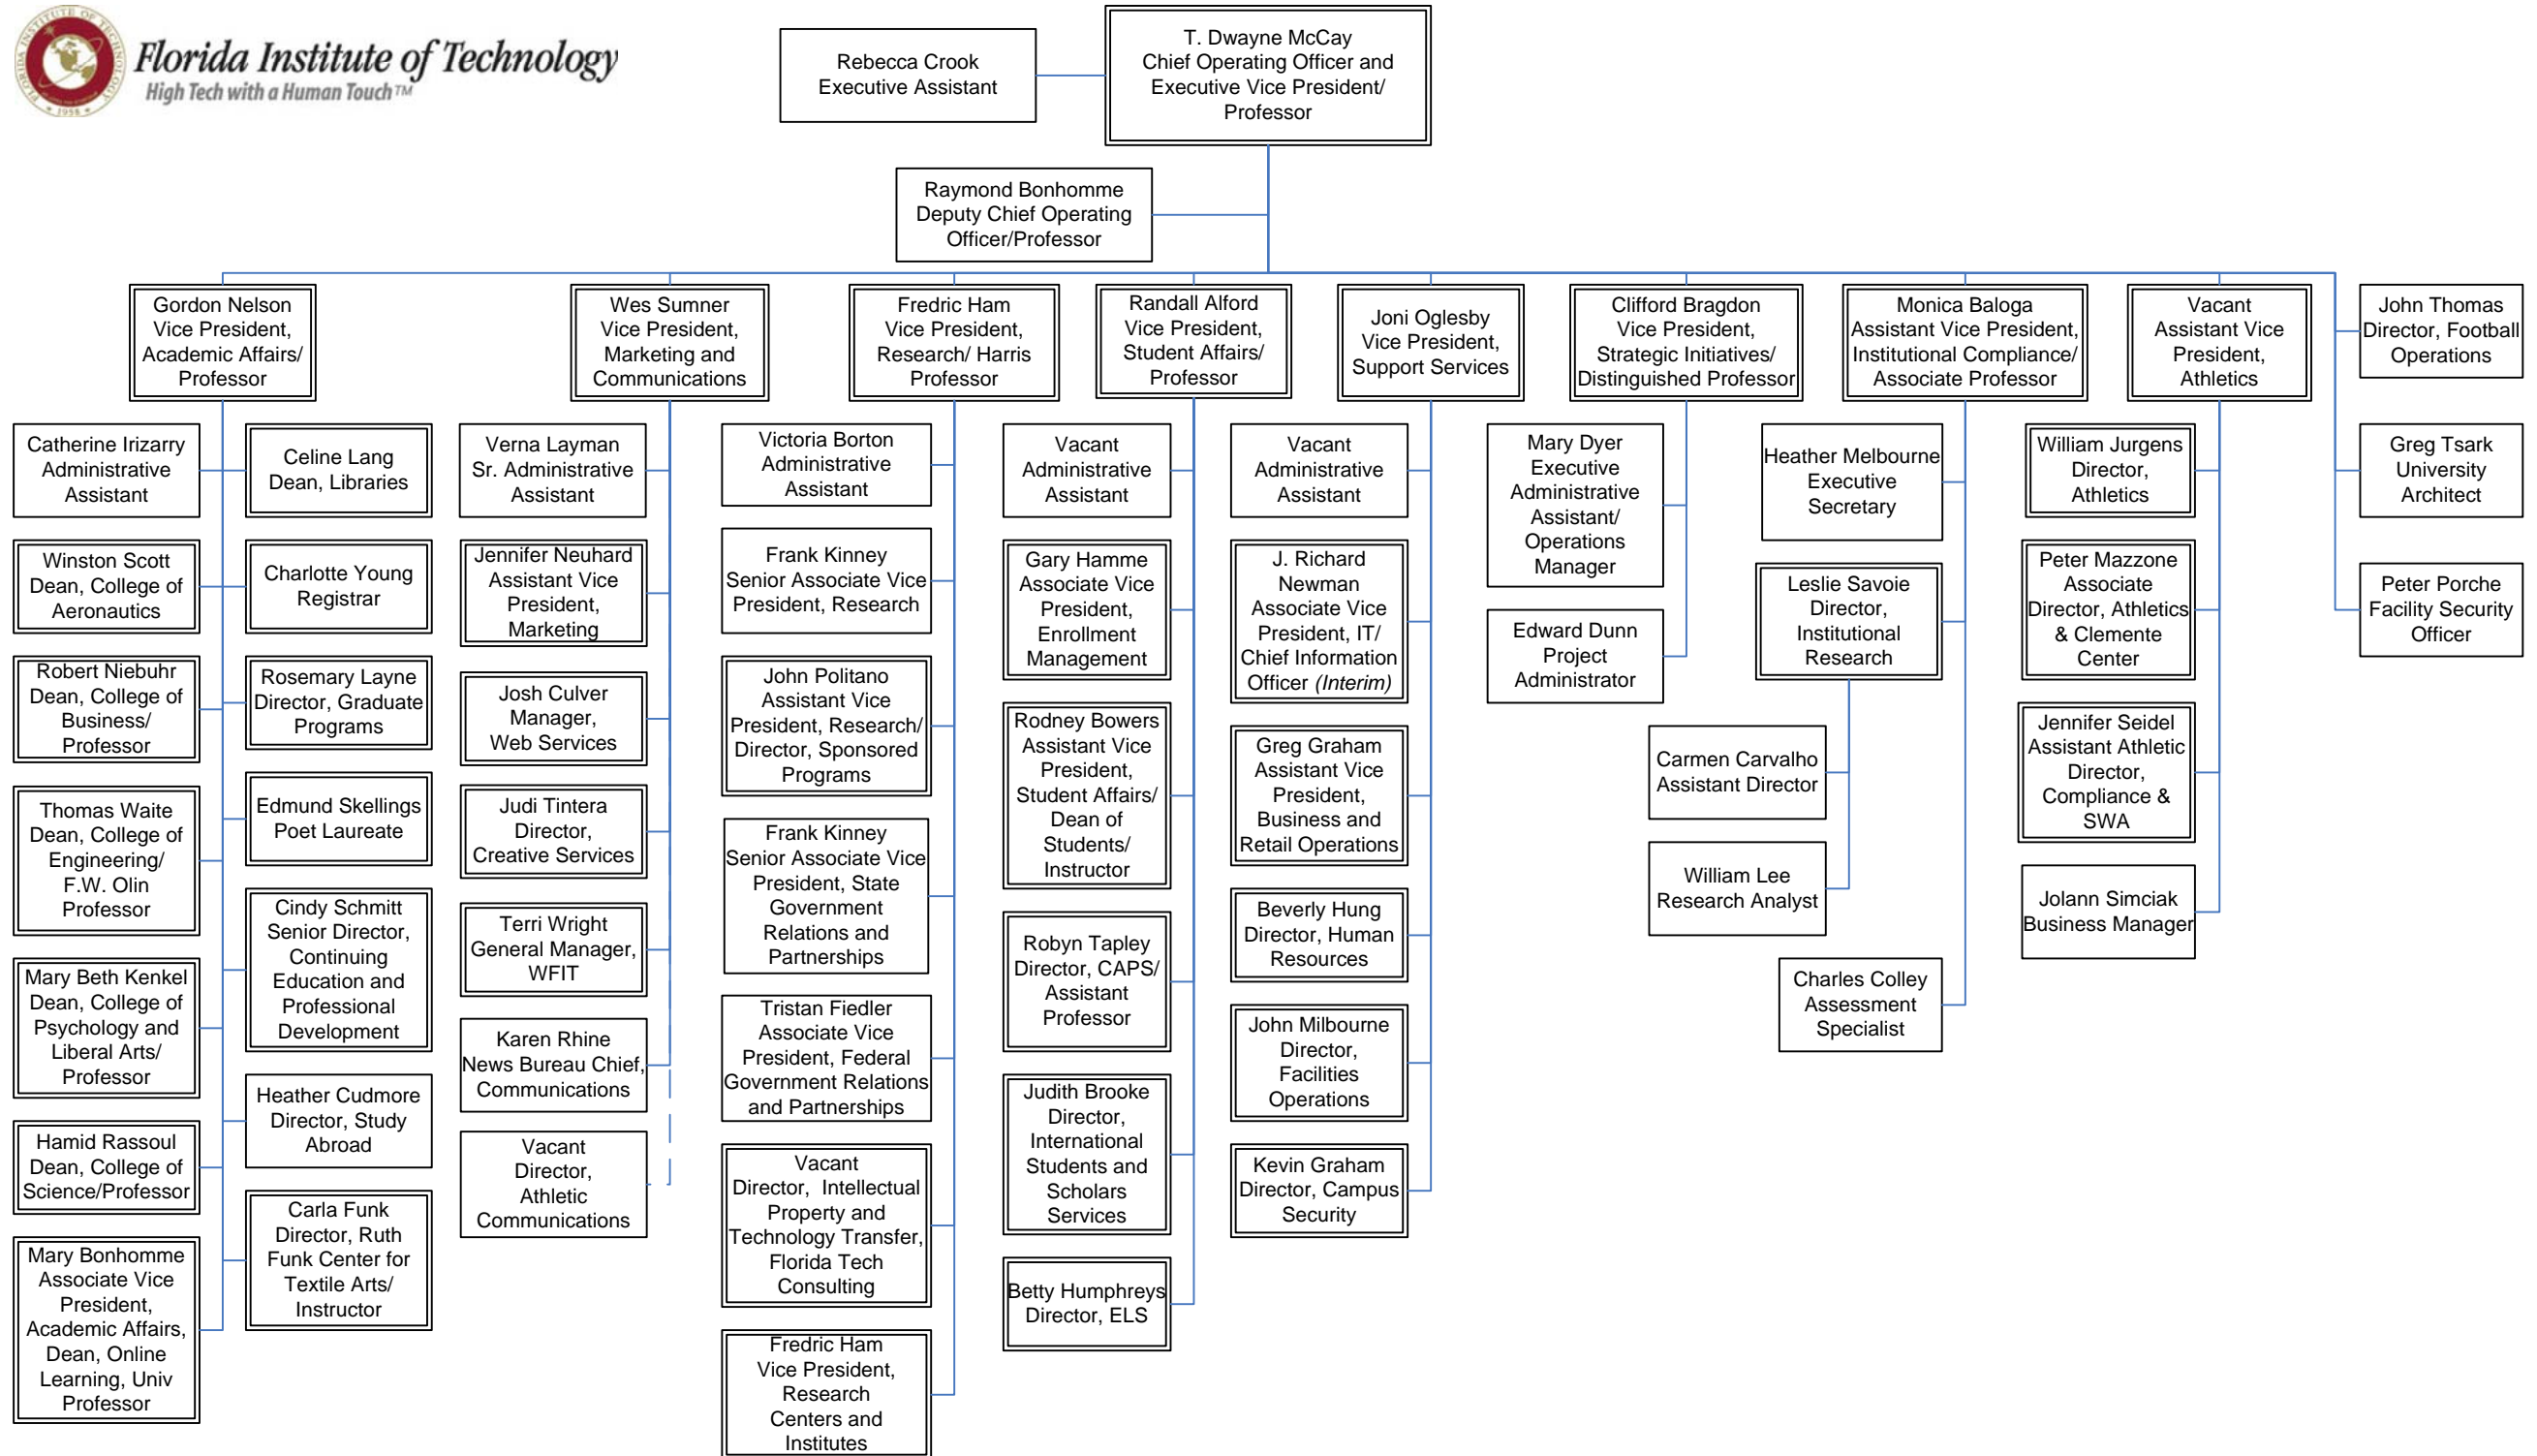 FLORIDA INSTITUTE OF TECHNOLOGY
1958
Florida Institute of Technology
High Tech with a Human Touch™
Rebecca Crook
Executive Assistant
T. Dwayne McCay
Chief Operating Officer and
Executive Vice President/
Professor
Raymond Bonhomme
Deputy Chief Operating
Officer/Professor
Gordon Nelson
Vice President,
Academic Affairs/
Professor
Wes Sumner
Vice President,
Marketing and
Communications
Fredric Ham
Vice President,
Research/ Harris
Professor
Randall Alford
Vice President,
Student Affairs/
Professor
Joni Oglesby
Vice President,
Support Services
Clifford Bragdon
Vice President,
Strategic Initiatives/
Distinguished Professor
Monica Baloga
Assistant Vice President,
Institutional Compliance/
Associate Professor
Vacant
Assistant Vice
President,
Athletics
John Thomas
Director, Football
Operations
Greg Tsark
University
Architect
Peter Porche
Facility Security
Officer
Catherine Irizarry
Administrative
Assistant
Winston Scott
Dean, College of
Aeronautics
Robert Niebuhr
Dean, College of
Business/
Professor
Thomas Waite
Dean, College of
Engineering/
F.W. Olin
Professor
Mary Beth Kenkel
Dean, College of
Psychology and
Liberal Arts/
Professor
Hamid Rassoul
Dean, College of
Science/Professor
Mary Bonhomme
Associate Vice
President,
Academic Affairs,
Dean, Online
Learning, Univ
Professor
Celine Lang
Dean, Libraries
Charlotte Young
Registrar
Rosemary Layne
Director, Graduate
Programs
Edmund Skellings
Poet Laureate
Cindy Schmitt
Senior Director,
Continuing
Education and
Professional
Development
Heather Cudmore
Director, Study
Abroad
Carla Funk
Director, Ruth
Funk Center for
Textile Arts/
Instructor
Verna Layman
Sr. Administrative
Assistant
Jennifer Neuhard
Assistant Vice
President,
Marketing
Josh Culver
Manager,
Web Services
Judi Tintera
Director,
Creative Services
Terri Wright
General Manager,
WFIT
Karen Rhine
News Bureau Chief,
Communications
Vacant
Director,
Athletic
Communications
Victoria Borton
Administrative
Assistant
Frank Kinney
Senior Associate Vice
President, Research
John Politano
Assistant Vice
President, Research/
Director, Sponsored
Programs
Frank Kinney
Senior Associate Vice
President, State
Government
Relations and
Partnerships
Tristan Fiedler
Associate Vice
President, Federal
Government Relations
and Partnerships
Vacant
Director, Intellectual
Property and
Technology Transfer,
Florida Tech
Consulting
Fredric Ham
Vice President,
Research
Centers and
Institutes
Vacant
Administrative
Assistant
Gary Hamme
Associate Vice
President,
Enrollment
Management
Rodney Bowers
Assistant Vice
President,
Student Affairs/
Dean of
Students/
Instructor
Robyn Tapley
Director, CAPS/
Assistant
Professor
Judith Brooke
Director,
International
Students and
Scholars
Services
Betty Humphreys
Director, ELS
Vacant
Administrative
Assistant
J. Richard
Newman
Associate Vice
President, IT/
Chief Information
Officer (Interim)
Greg Graham
Assistant Vice
President,
Business and
Retail Operations
Beverly Hung
Director, Human
Resources
John Milbourne
Director,
Facilities
Operations
Kevin Graham
Director, Campus
Security
Mary Dyer
Executive
Administrative
Assistant/
Operations
Manager
Edward Dunn
Project
Administrator
Heather Melbourne
Executive
Secretary
Leslie Savoie
Director,
Institutional
Research
Carmen Carvalho
Assistant Director
William Lee
Research Analyst
Charles Colley
Assessment
Specialist
William Jurgens
Director,
Athletics
Peter Mazzone
Associate
Director, Athletics
& Clemente
Center
Jennifer Seidel
Assistant Athletic
Director,
Compliance &
SWA
Jolann Simciak
Business Manager